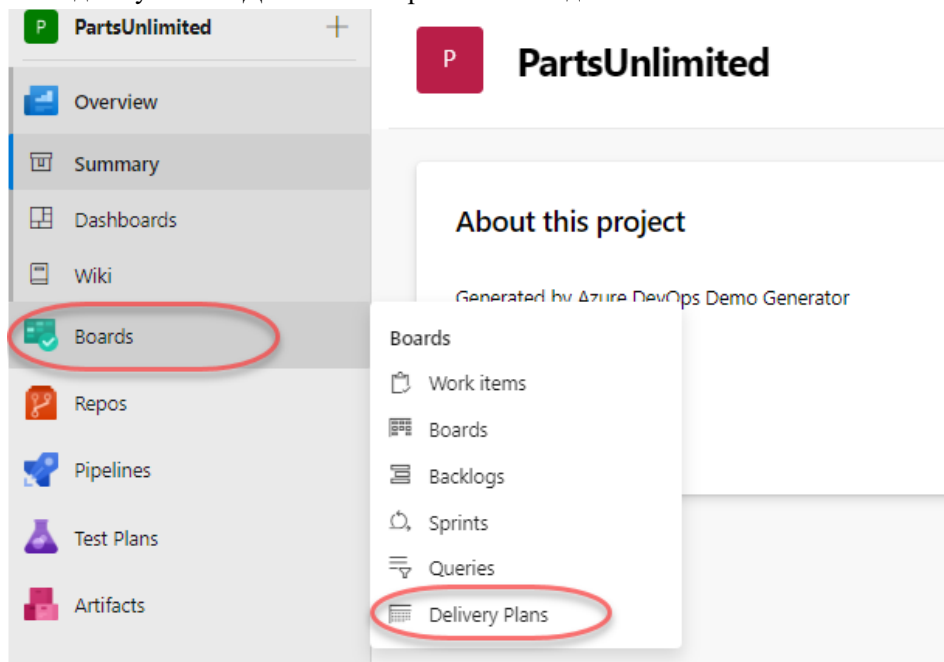 P PartsUnlimited +
Overview
Summary
Dashboards
Wiki
Boards
Repos
Pipelines
Test Plans
Artifacts
P PartsUnlimited
About this project
Generated by Azure DevOps Demo Generator
Boards
Work items
Boards
Backlogs
Sprints
Queries
Delivery Plans